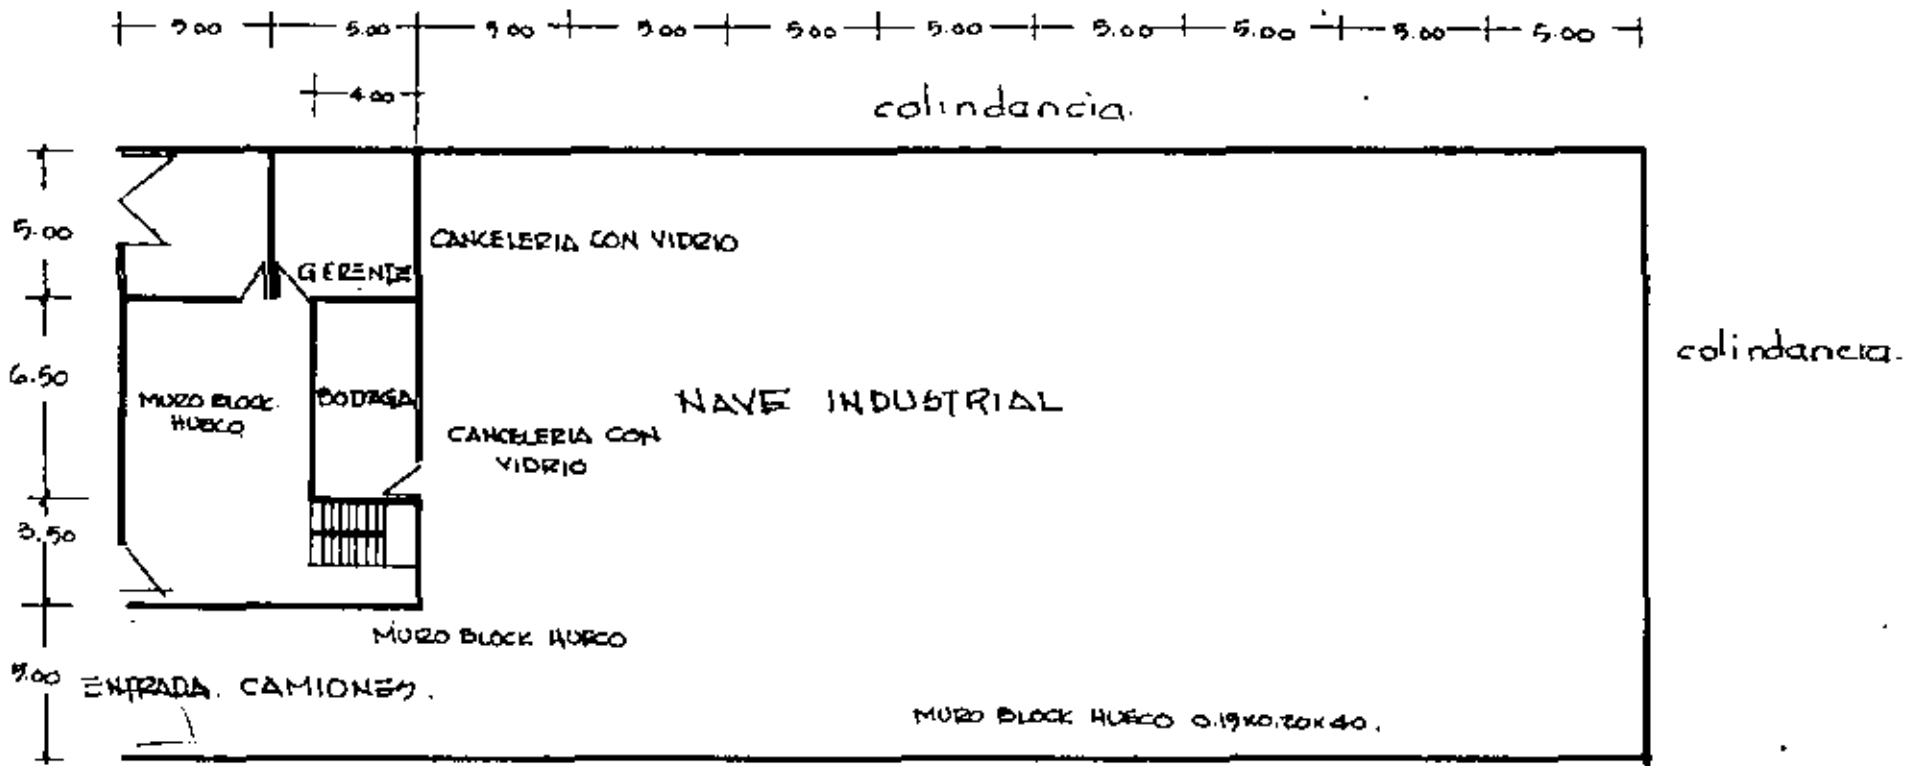 5.00 5.00 5.00 5.00 5.00 5.00 5.00 5.00 5.00 5.00
4.00
colindancia.
5.00
CANCELERIA CON VIDRIO
GERENTE
colindancia.
6.50
MURO BLOCK
HUECO
BODEGA
NAVE INDUSTRIAL
CANCELERIA CON
VIDRIO
3.50
MURO BLOCK HUECO
5.00
ENTRADA. CAMIONES.
MURO BLOCK HUECO 0.15x0.20x40.